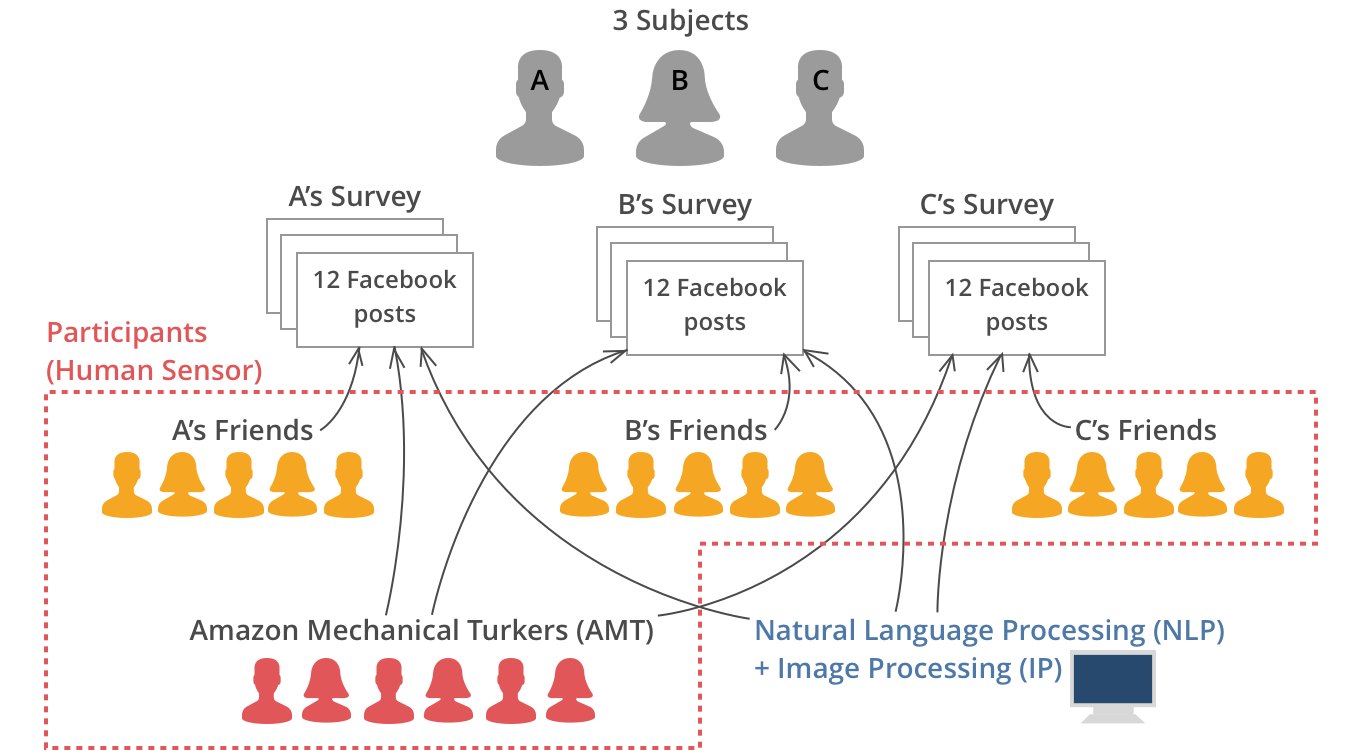 3 Subjects
A
B
C
A’s Survey
B’s Survey
C’s Survey
12 Facebook
posts
12 Facebook
posts
12 Facebook
posts
Participants
(Human Sensor)
A’s Friends
B’s Friends
C’s Friends
Amazon Mechanical Turkers (AMT)
Natural Language Processing (NLP)
+ Image Processing (IP)